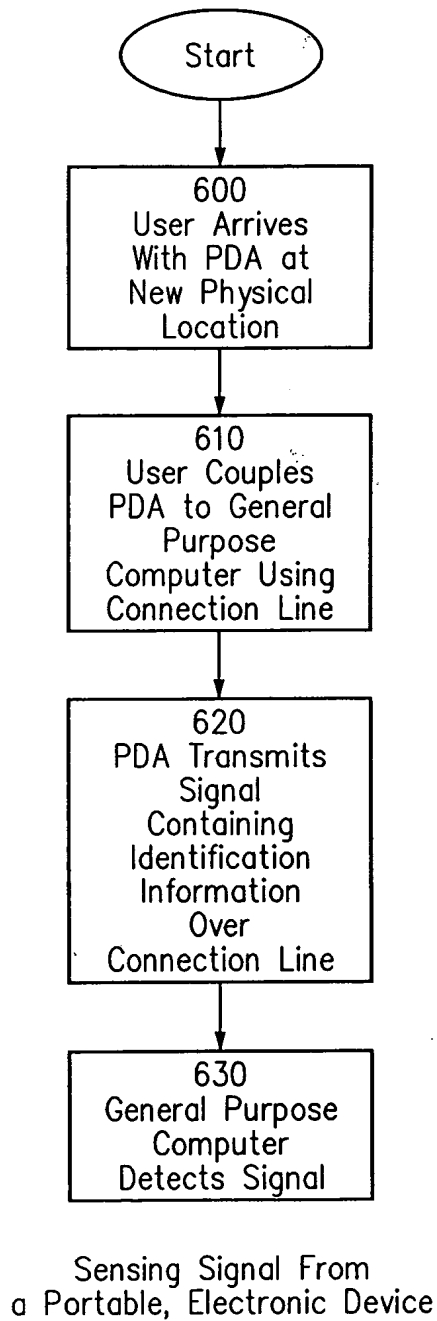 Start
600
User Arrives
With PDA at
New Physical
Location
610
User Couples
PDA to General
Purpose
Computer Using
Connection Line
620
PDA Transmits
Signal
Containing
Identification
Information
Over
Connection Line
630
General Purpose
Computer
Detects Signal
Sensing Signal From
a Portable, Electronic Device